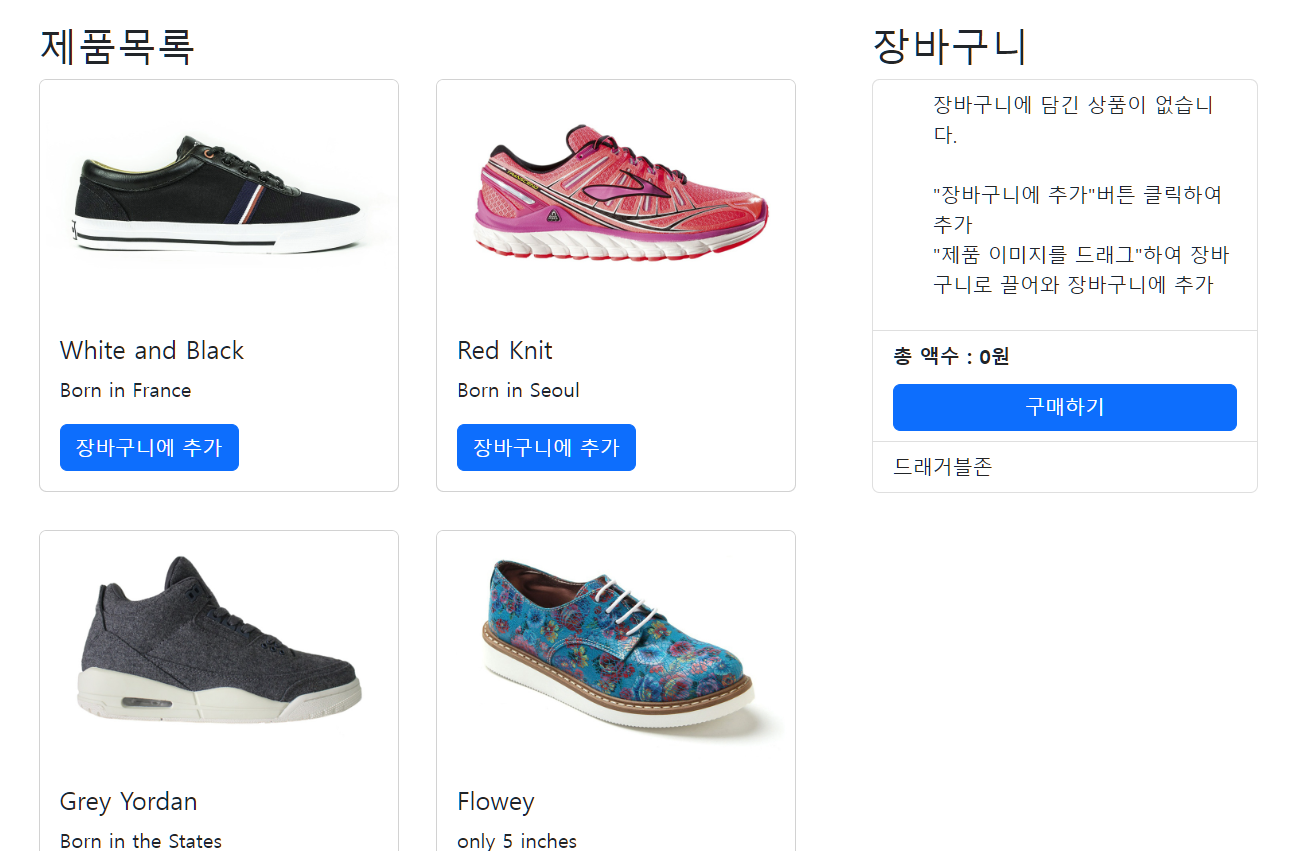 제품목록
White and Black
Born in France
장바구니에 추가
Red Knit
Born in Seoul
장바구니에 추가
Grey Yordan
Born in the States
Flowey
only 5 inches
장바구니
장바구니에 담긴 상품이 없습니
다.
"장바구니에 추가"버튼 클릭하여
추가
"제품 이미지를 드래그"하여 장바
구니로 끌어와 장바구니에 추가
총 액수 : 0원
구매하기
드래거블존